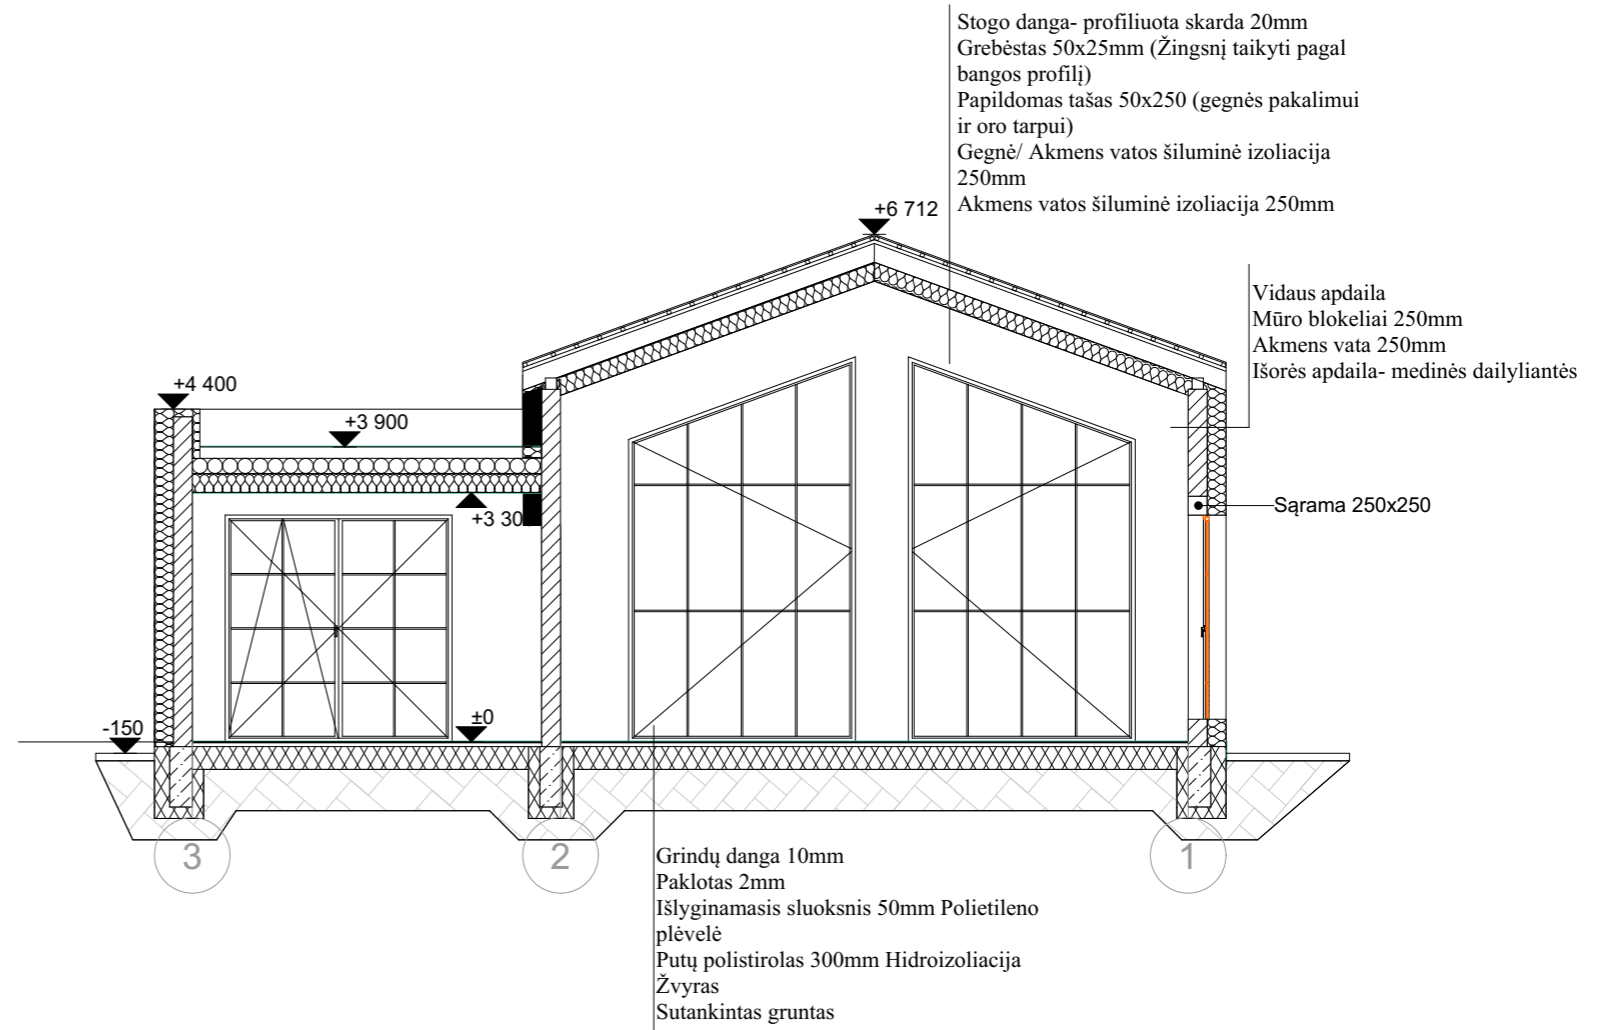 Stogo danga- profiliuota skarda 20mm
Grebėstas 50x25mm (Žingsnį taikyti pagal
bangos profilį)
Papildomas tašas 50x250 (gegnės pakalimui
ir oro tarpui)
Gegnė/ Akmens vatos šiluminė izoliacija
250mm
Akmens vatos šiluminė izoliacija 250mm
+6 712
Vidaus apdaila
Mūro blokeliai 250mm
Akmens vata 250mm
Išorės apdaila- medinės dailyliantės
+4 400
+3 900
+3 30
Sąrama 250x250
±0
-150
3
2
1
Grindų danga 10mm
Paklotas 2mm
Išlyginamasis sluoksnis 50mm Polietileno
plėvelė
Putų polistirolas 300mm Hidroizoliacija
Žvyras
Sutankintas gruntas